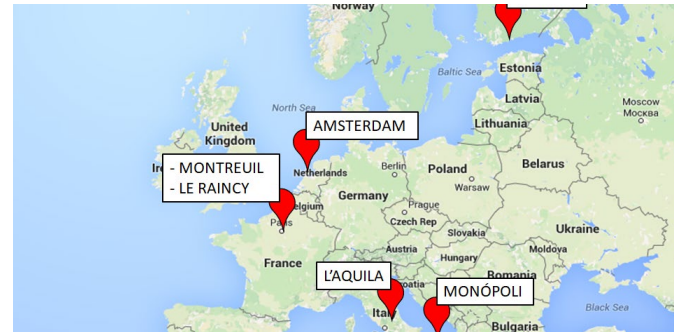 Norway
Baltic Sea
Estonia
Latvia
Moscow
Москва
North Sea
Lithuania
United
Kingdom
AMSTERDAM
Netherlands
Berlin
Poland
Warsaw
Belarus
- MONTREUIL
- LE RAINCY
Germany
Prague
Czech Rep
Ukraine
Paris
Slovakia
Austria
Hungary
Moldova
France
L'AQUILA
Romania
MONÓPOLI
Italy
Bulgaria
Black Sea